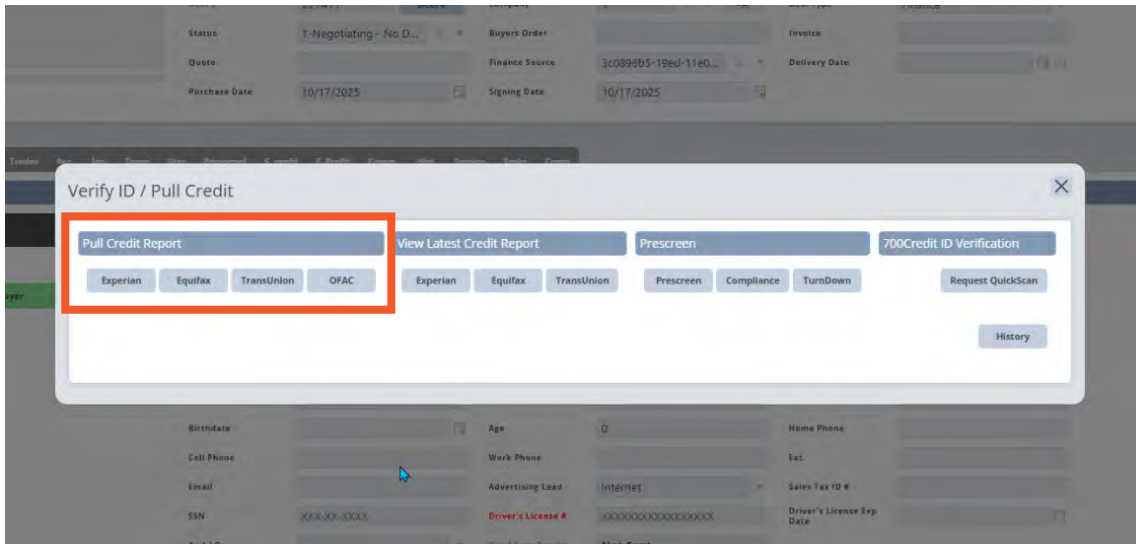 Status 1-Negotiating - No D... Buyers Order Invoice
Quote Finance Source 3c0896b5-19ed-11e0... Delivery Date
Purchase Date 10/17/2025 Signing Date 10/17/2025
Verify ID / Pull Credit
Pull Credit Report View Latest Credit Report Prescreen 700Credit ID Verification
Experian Equifax TransUnion OFAC Experian Equifax TransUnion Prescreen Compliance TurnDown Request QuickScan
History
Birthdate Age 0 Home Phone
Cell Phone Work Phone Ext.
Email Advertising Lead Internet Sales Tax ID #
SSN XXX-XX-XXXX Driver's License # XXXXXXXXXXXXXXXXX Driver's License Exp
Date